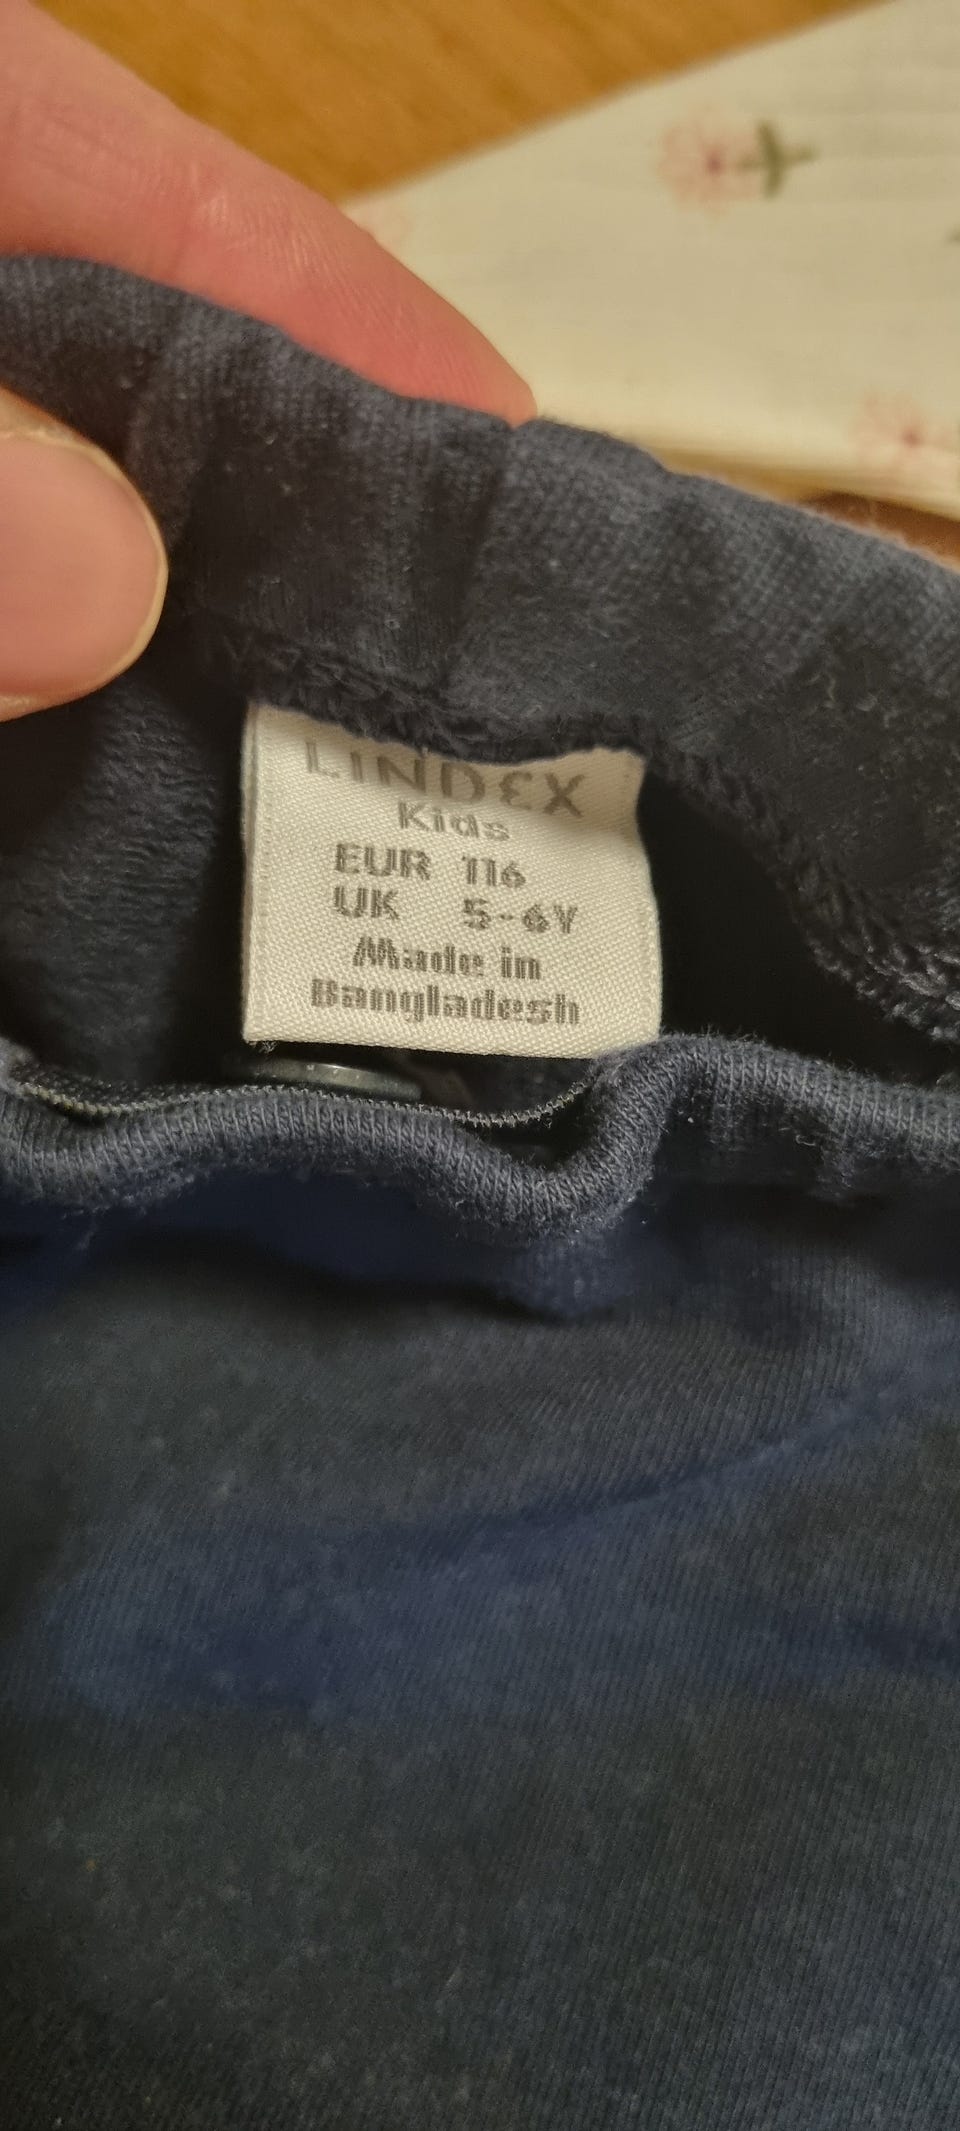 LINDEX
Kids
EUR 116
UK 5-6Y
Made in
Bangladesh